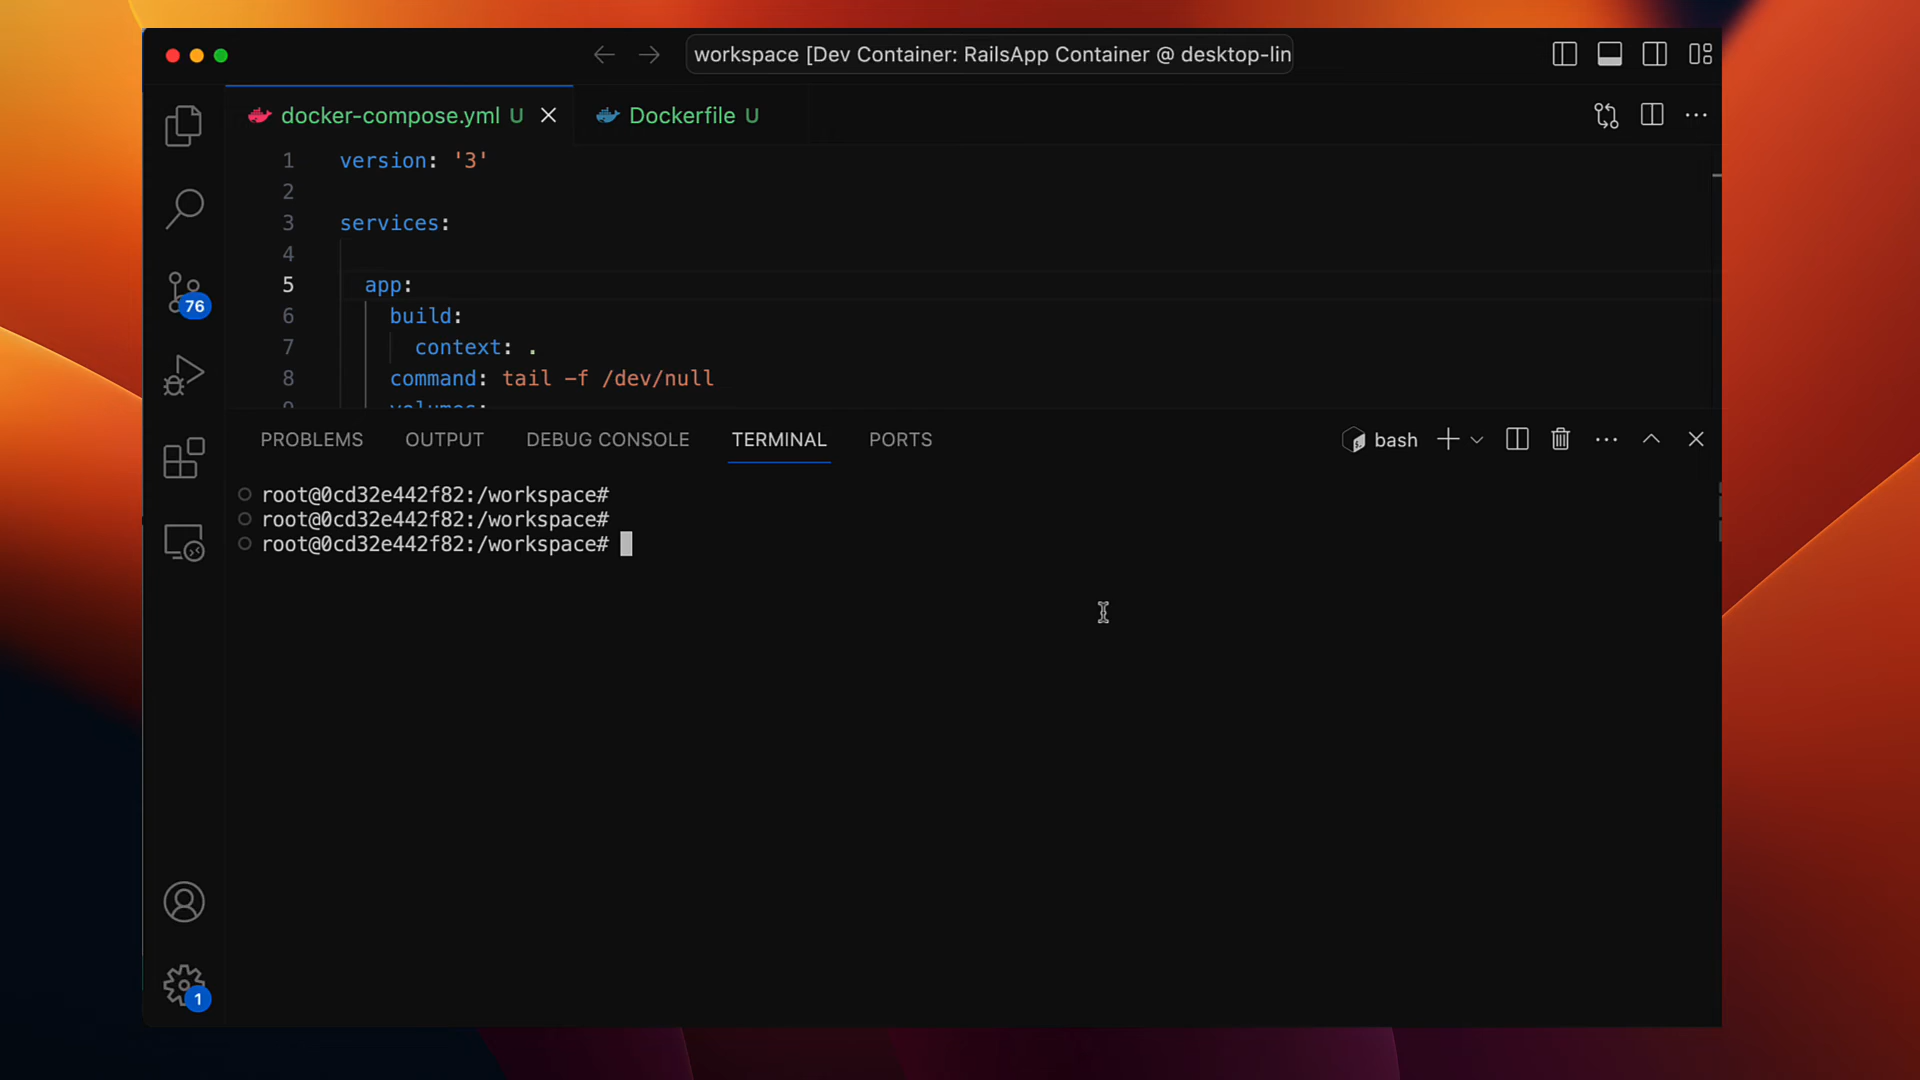 workspace [Dev Container: RailsApp Container @ desktop-lin
docker-compose.yml U
Dockerfile U
1 version: '3'
2
3 services:
4
5 app:
6 build:
7 context: .
8 command: tail -f /dev/null
9 volumes:
76
PROBLEMS OUTPUT DEBUG CONSOLE TERMINAL PORTS
bash
root@0cd32e442f82:/workspace#
root@0cd32e442f82:/workspace#
root@0cd32e442f82:/workspace#
1